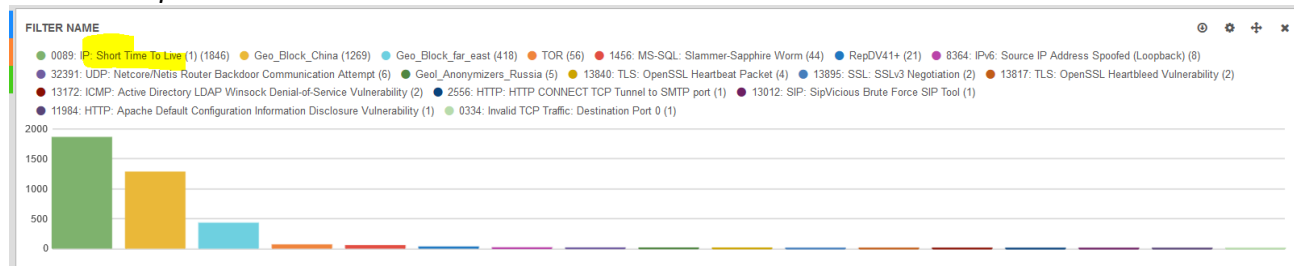 FILTER NAME
0089: IP: Short Time To Live (1) (1846) Geo_Block_China (1269) Geo_Block_far_east (418) TOR (56) 1456: MS-SQL: Slammer-Sapphire Worm (44) RepDV41+ (21) 8364: IPv6: Source IP Address Spoofed (Loopback) (8)
32391: UDP: Netcore/Netis Router Backdoor Communication Attempt (6) Geol_Anonymizers_Russia (5) 13840: TLS: OpenSSL Heartbeat Packet (4) 13895: SSL: SSLv3 Negotiation (2) 13817: TLS: OpenSSL Heartbleed Vulnerability (2)
13172: ICMP: Active Directory LDAP Winsock Denial-of-Service Vulnerability (2) 2556: HTTP: HTTP CONNECT TCP Tunnel to SMTP port (1) 13012: SIP: SipVicious Brute Force SIP Tool (1)
11984: HTTP: Apache Default Configuration Information Disclosure Vulnerability (1) 0334: Invalid TCP Traffic: Destination Port 0 (1)
2000
1500
1000
500
0